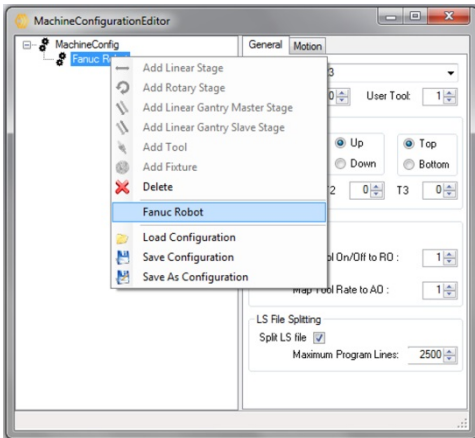 MachineConfigurationEditor
MachineConfig
General Motion
Fanuc R
3
Add Linear Stage
Add Rotary Stage
0 User Tool: 1
Add Linear Gantry Master Stage
Add Linear Gantry Slave Stage
Up Top
Add Tool
Down Bottom
Add Fixture
Delete
2 0 T3 0
Fanuc Robot
Load Configuration
Save Configuration
ol On/Off to RO : 1
Save As Configuration
Map Tool Rate to AO : 1
LS File Splitting
Split LS file
Maximum Program Lines: 2500